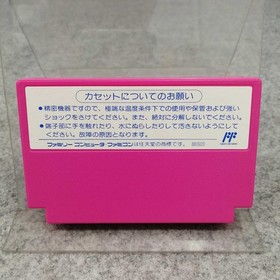 カセットについてのお願い
●精密機器ですので、極端な温度条件下での使用や保管および強い
ショックをさけてください。また、絶対に分解しないでください。
●端子部に手を触れたり、水にぬらしたりして汚さないようにして
ください。故障の原因となります。
ファミリーコンピュータ・ファミコンは任天堂の商標です。